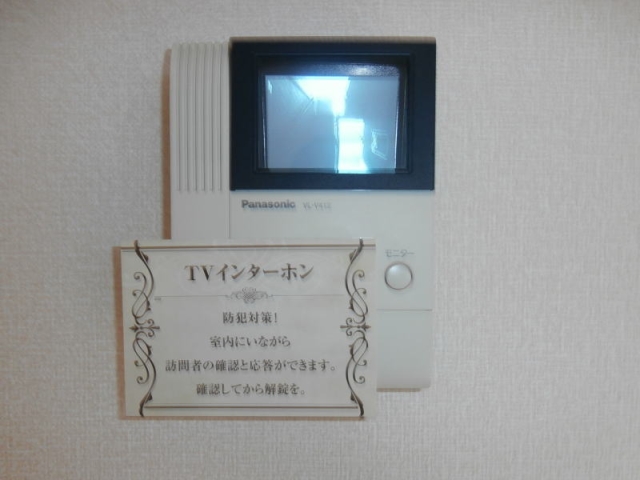 Panasonic
モニター
TVインターホン
防犯対策!
室内にいながら
訪問者の確認と応答ができます。
確認してから解錠を。